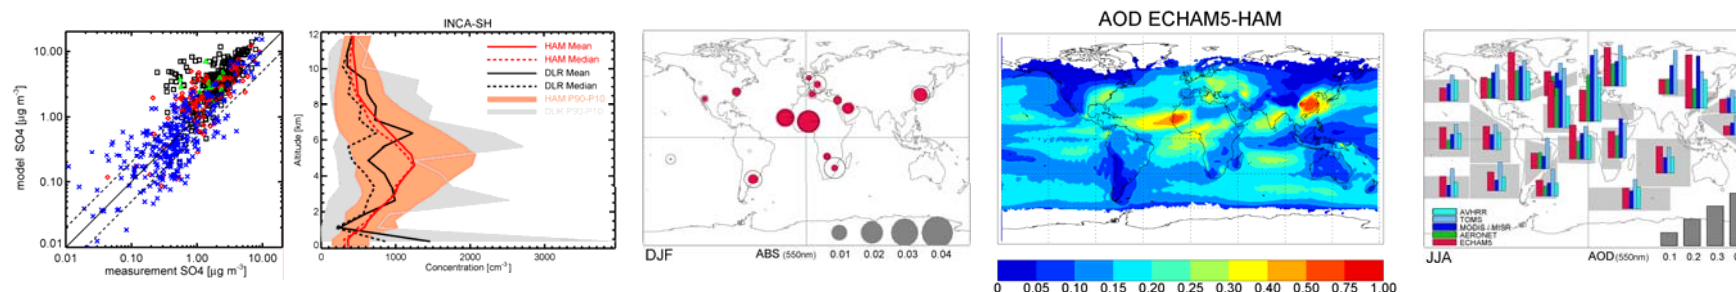 10.00
1.00
0.10
0.01
model SO4 [µg m⁻³]
0.01 0.10 1.00 10.00
measurement SO4 [µg m⁻³]
INCA-SH
12
10
8
6
4
2
0
Altitude [km]
HAM Mean
HAM Median
DLR Mean
DLR Median
HAM P90-P10
DLR P90-P10
0 1000 2000 3000
Concentration [cm⁻³]
DJF
ABS (550nm) 0.01 0.02 0.03 0.04
AOD ECHAM5-HAM
0 0.05 0.10 0.15 0.20 0.25 0.30 0.40 0.50 0.75 1.00
AVHRR
TOMS
MODIS / MISR
AERONET
ECHAM5
JJA
AOD (550nm) 0.1 0.2 0.3